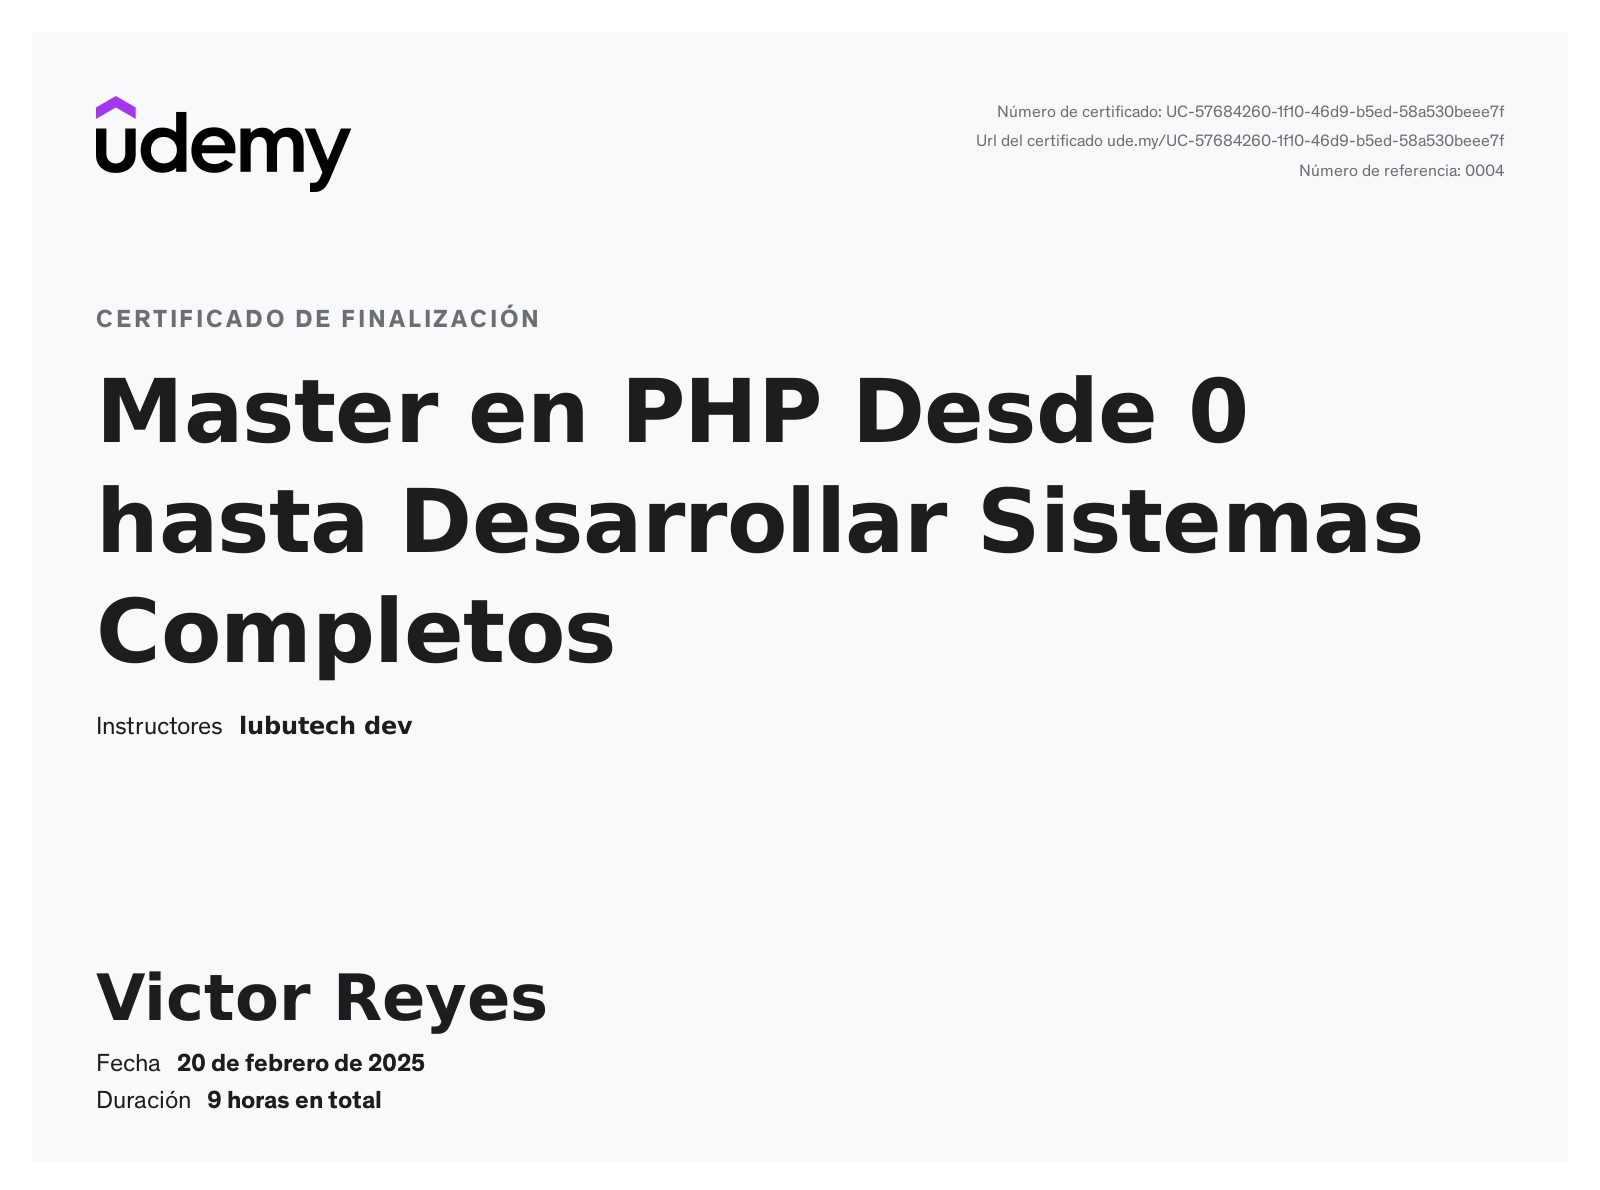 udemy
Número de certificado: UC-57684260-1f10-46d9-b5ed-58a530beee7f
Url del certificado ude.my/UC-57684260-1f10-46d9-b5ed-58a530beee7f
Número de referencia: 0004
CERTIFICADO DE FINALIZACIÓN
Master en PHP Desde 0
hasta Desarrollar Sistemas
Completos
Instructores lubutech dev
Victor Reyes
Fecha 20 de febrero de 2025
Duración 9 horas en total